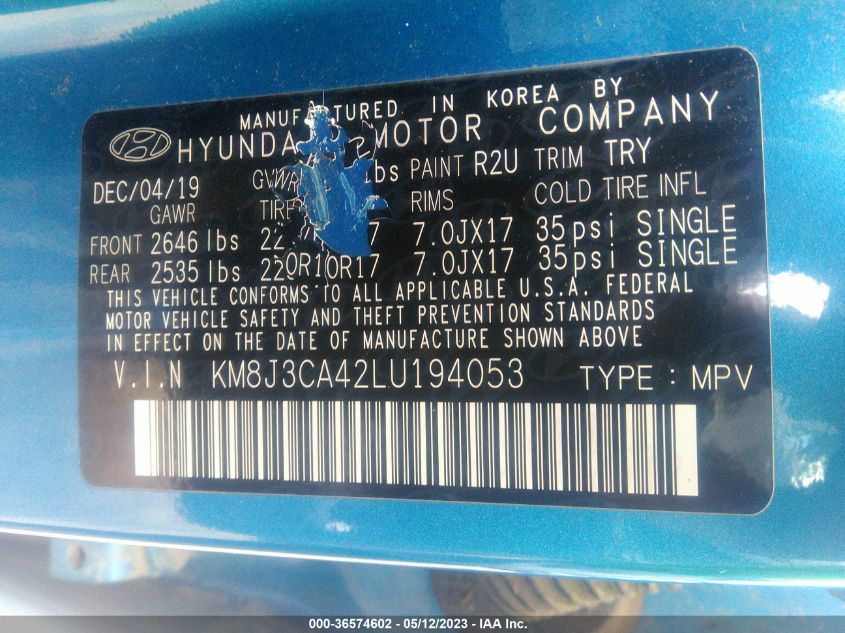 MANUFACTURED IN KOREA BY
HYUNDAI MOTOR COMPANY
DEC/04/19 GVWR lbs PAINT R2U TRIM TRY
GAWR TIRE RIMS COLD TIRE INFL
FRONT 2646 lbs 7.0JX17 35psi SINGLE
REAR 2535 lbs 7.0JX17 35psi SINGLE
THIS VEHICLE CONFORMS TO ALL APPLICABLE U.S.A. FEDERAL
MOTOR VEHICLE SAFETY AND THEFT PREVENTION STANDARDS
IN EFFECT ON THE DATE OF MANUFACTURE SHOWN ABOVE
V.I.N KM8J3CA42LU194053 TYPE : MPV
000-36574602 - 05/12/2023 - © IAA, LLC